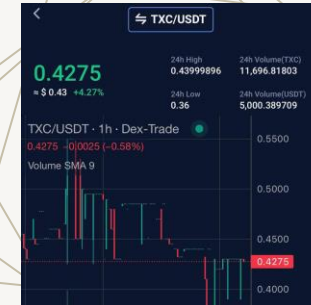 TXC/USDT
0.4275
≈ $ 0.43 +4.27%
24h High
0.43999896
24h Volume(TXC)
11,696.81803
24h Low
0.36
24h Volume(USDT)
5,000.389709
TXC/USDT · 1h · Dex-Trade
0.4275 -0.0025 (-0.58%)
Volume SMA 9
0.5500
0.5000
0.4500
0.4275
0.4000